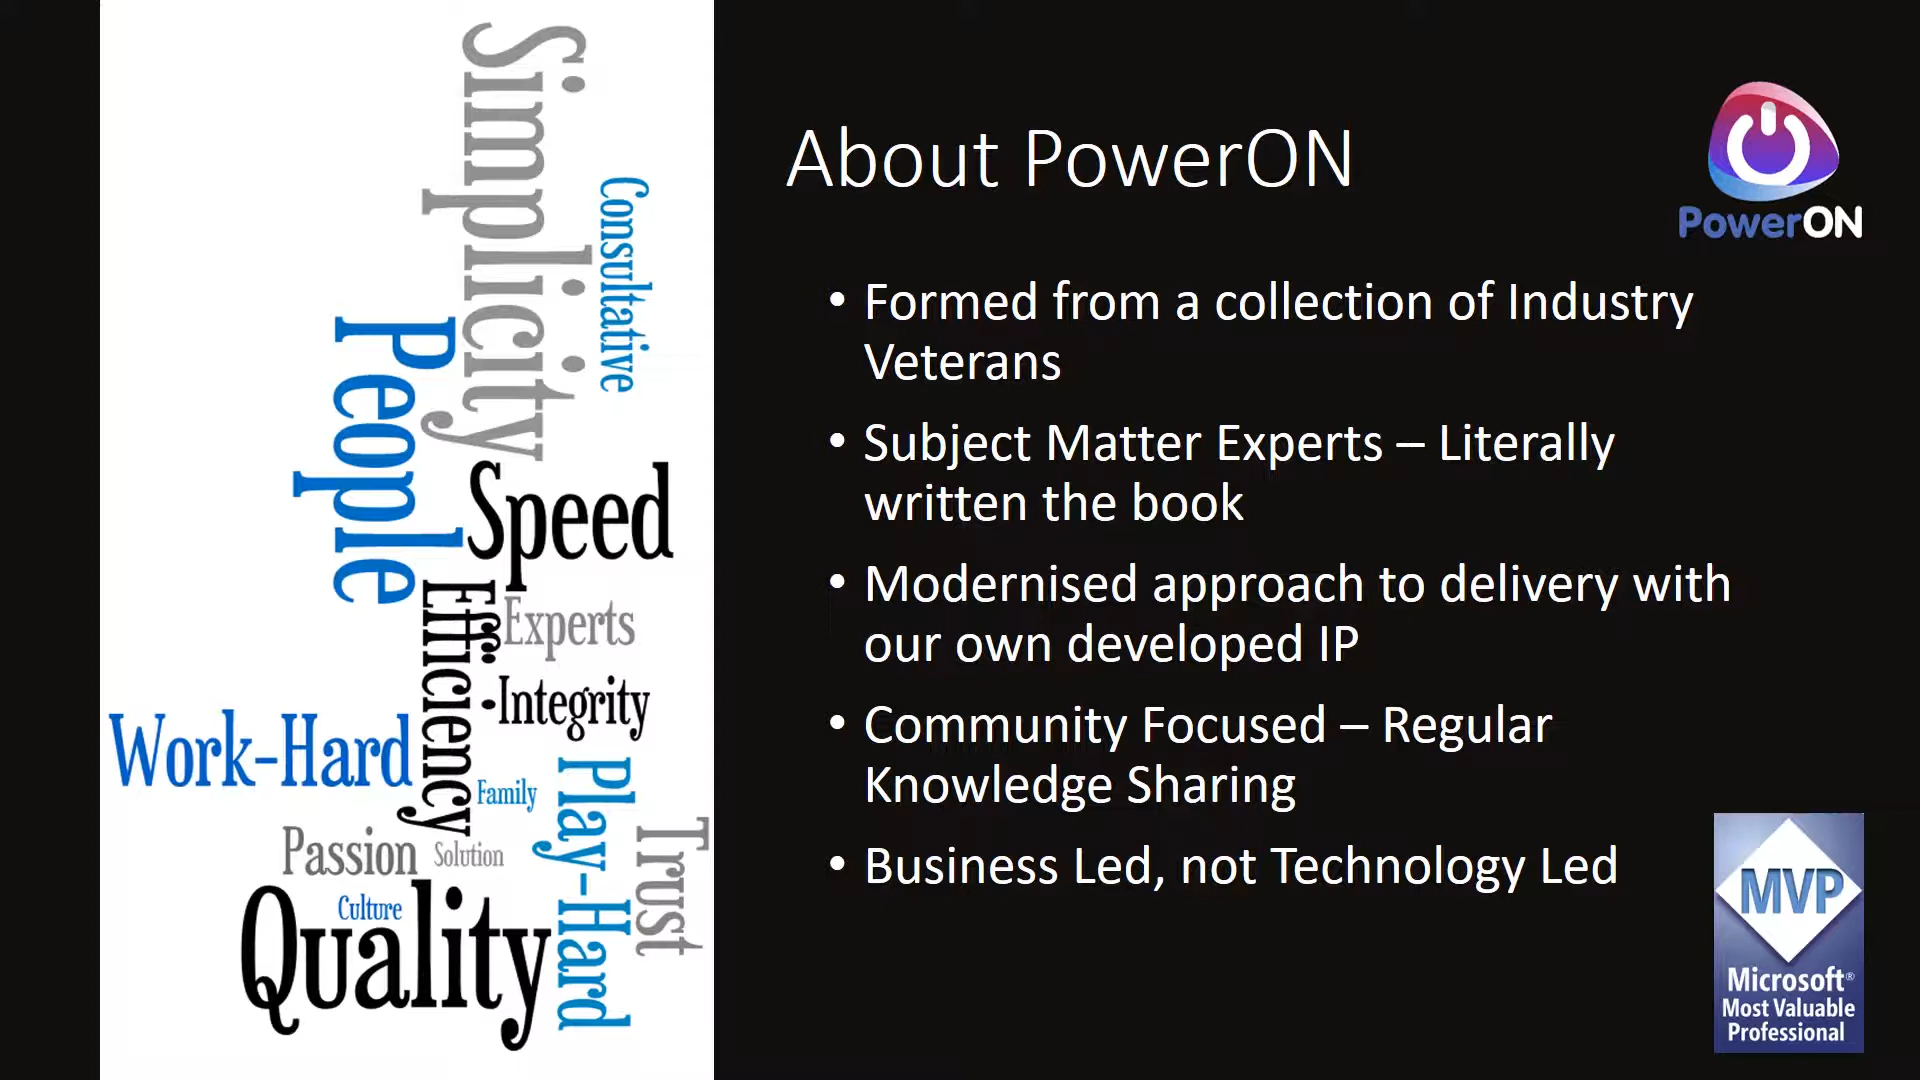 Simplicity
Consultative
People
Speed
Efficiency
Experts
Integrity
Work-Hard
Family
Play-Hard
Trust
Passion
Solution
Culture
Quality
About PowerON
PowerON
• Formed from a collection of Industry
Veterans
• Subject Matter Experts – Literally
written the book
• Modernised approach to delivery with
our own developed IP
• Community Focused – Regular
Knowledge Sharing
• Business Led, not Technology Led
MVP
Microsoft®
Most Valuable
Professional